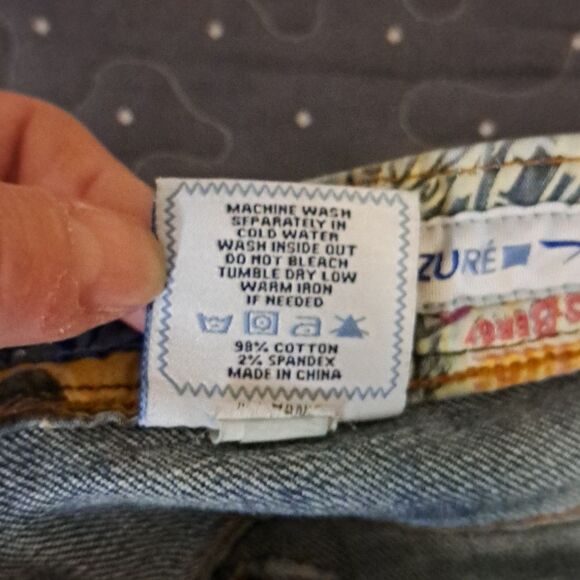 MACHINE WASH
SEPARATELY IN
COLD WATER
WASH INSIDE OUT
DO NOT BLEACH
TUMBLE DRY LOW
WARM IRON
IF NEEDED
98% COTTON
2% SPANDEX
MADE IN CHINA
ZURÉ